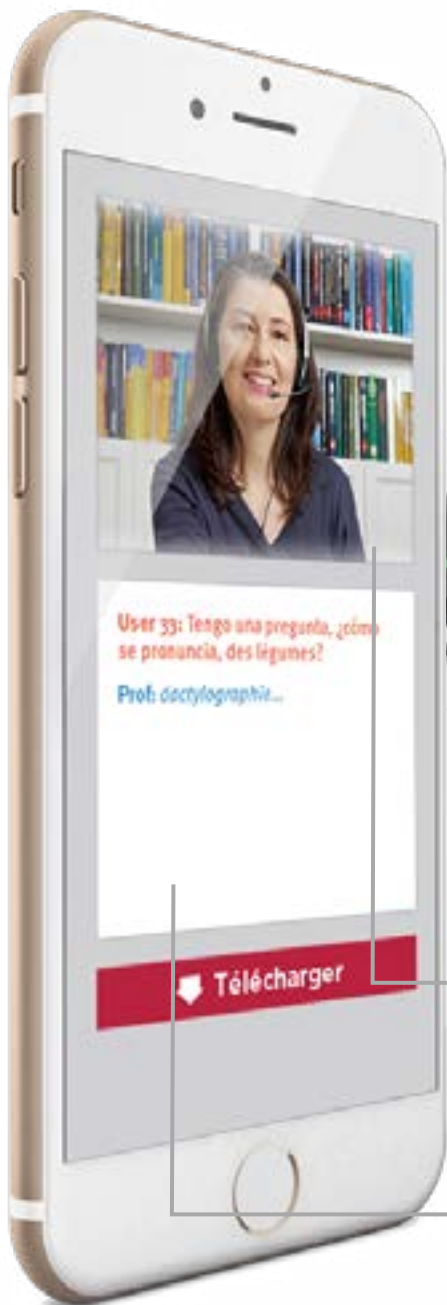 User 33: Tengo una pregunta, ¿cómo
se pronuncia, des légumes?
Prof: dactylographie...
Télécharger